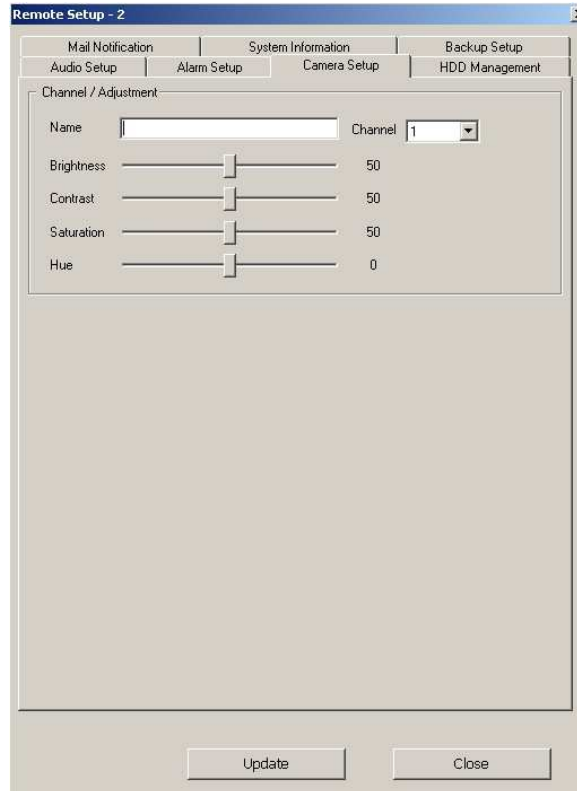 Remote Setup - 2
Mail Notification System Information Backup Setup
Audio Setup Alarm Setup Camera Setup HDD Management
Channel / Adjustment
Name Channel 1
Brightness 50
Contrast 50
Saturation 50
Hue 0
Update Close